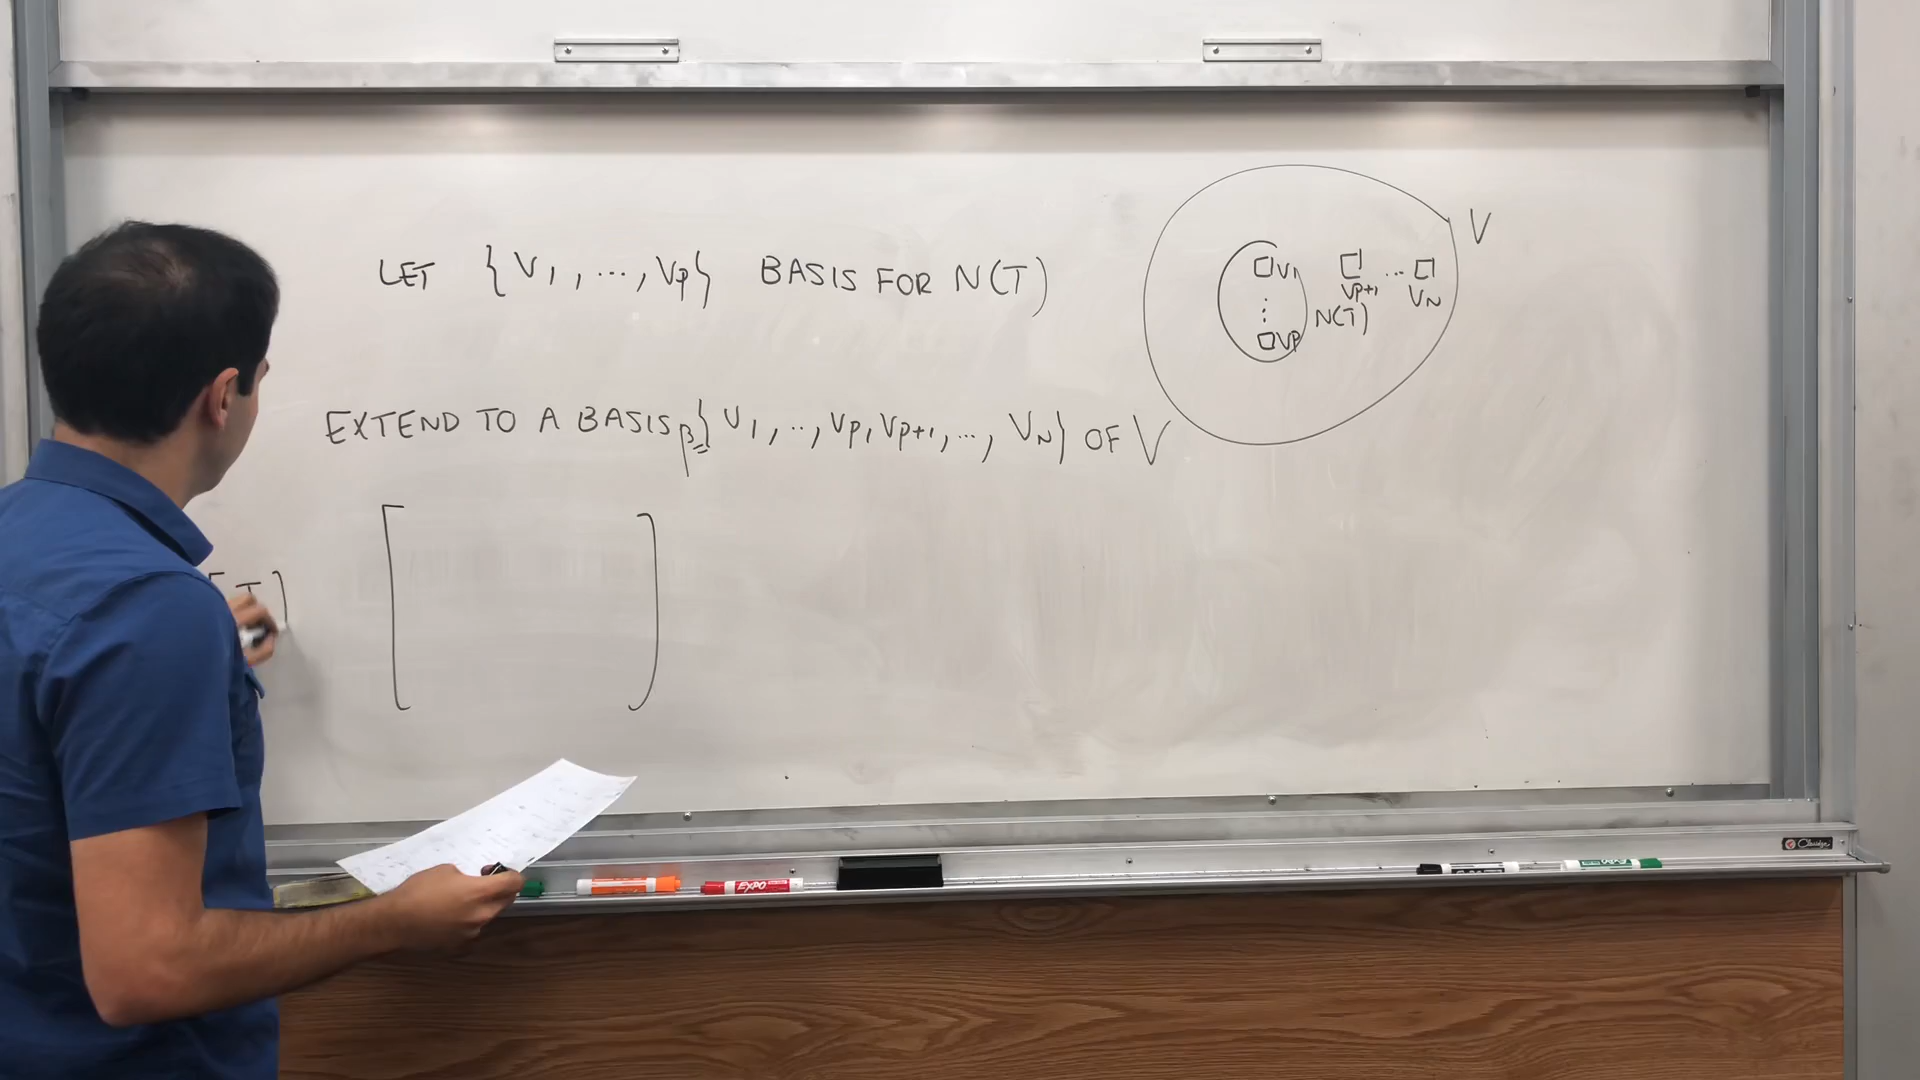 LET {V1, ..., Vp} BASIS FOR N(T)
V
V1 ... 
Vp+1 VN
N(T)
Vp
EXTEND TO A BASIS β={V1, .., Vp, Vp+1, ..., VN} OF V
[T]
EXPO